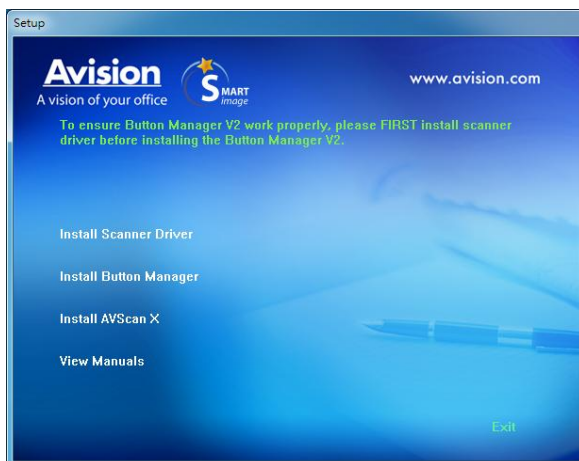 Setup
Avision
A vision of your office
SMART
Image
www.avision.com
To ensure Button Manager V2 work properly, please FIRST install scanner
driver before installing the Button Manager V2.
Install Scanner Driver
Install Button Manager
Install AVScan X
View Manuals
Exit